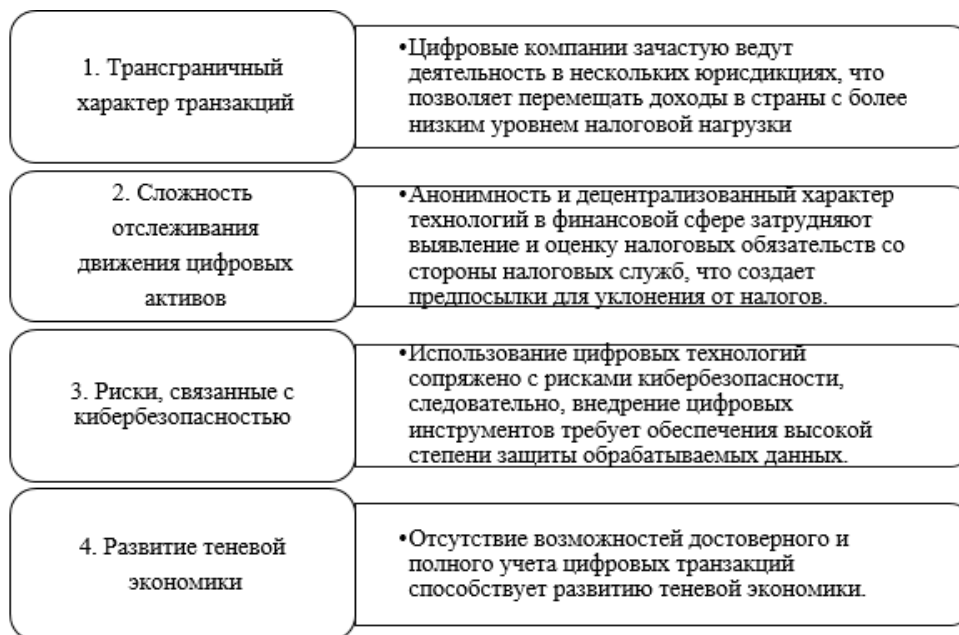 1. Трансграничный
характер транзакций
•Цифровые компании зачастую ведут
деятельность в нескольких юрисдикциях, что
позволяет перемещать доходы в страны с более
низким уровнем налоговой нагрузки
2. Сложность
отслеживания
движения цифровых
активов
•Анонимность и децентрализованный характер
технологий в финансовой сфере затрудняют
выявление и оценку налоговых обязательств со
стороны налоговых служб, что создает
предпосылки для уклонения от налогов.
3. Риски, связанные с
кибербезопасностью
•Использование цифровых технологий
сопряжено с рисками кибербезопасности,
следовательно, внедрение цифровых
инструментов требует обеспечения высокой
степени защиты обрабатываемых данных.
4. Развитие теневой
экономики
•Отсутствие возможностей достоверного и
полного учета цифровых транзакций
способствует развитию теневой экономики.